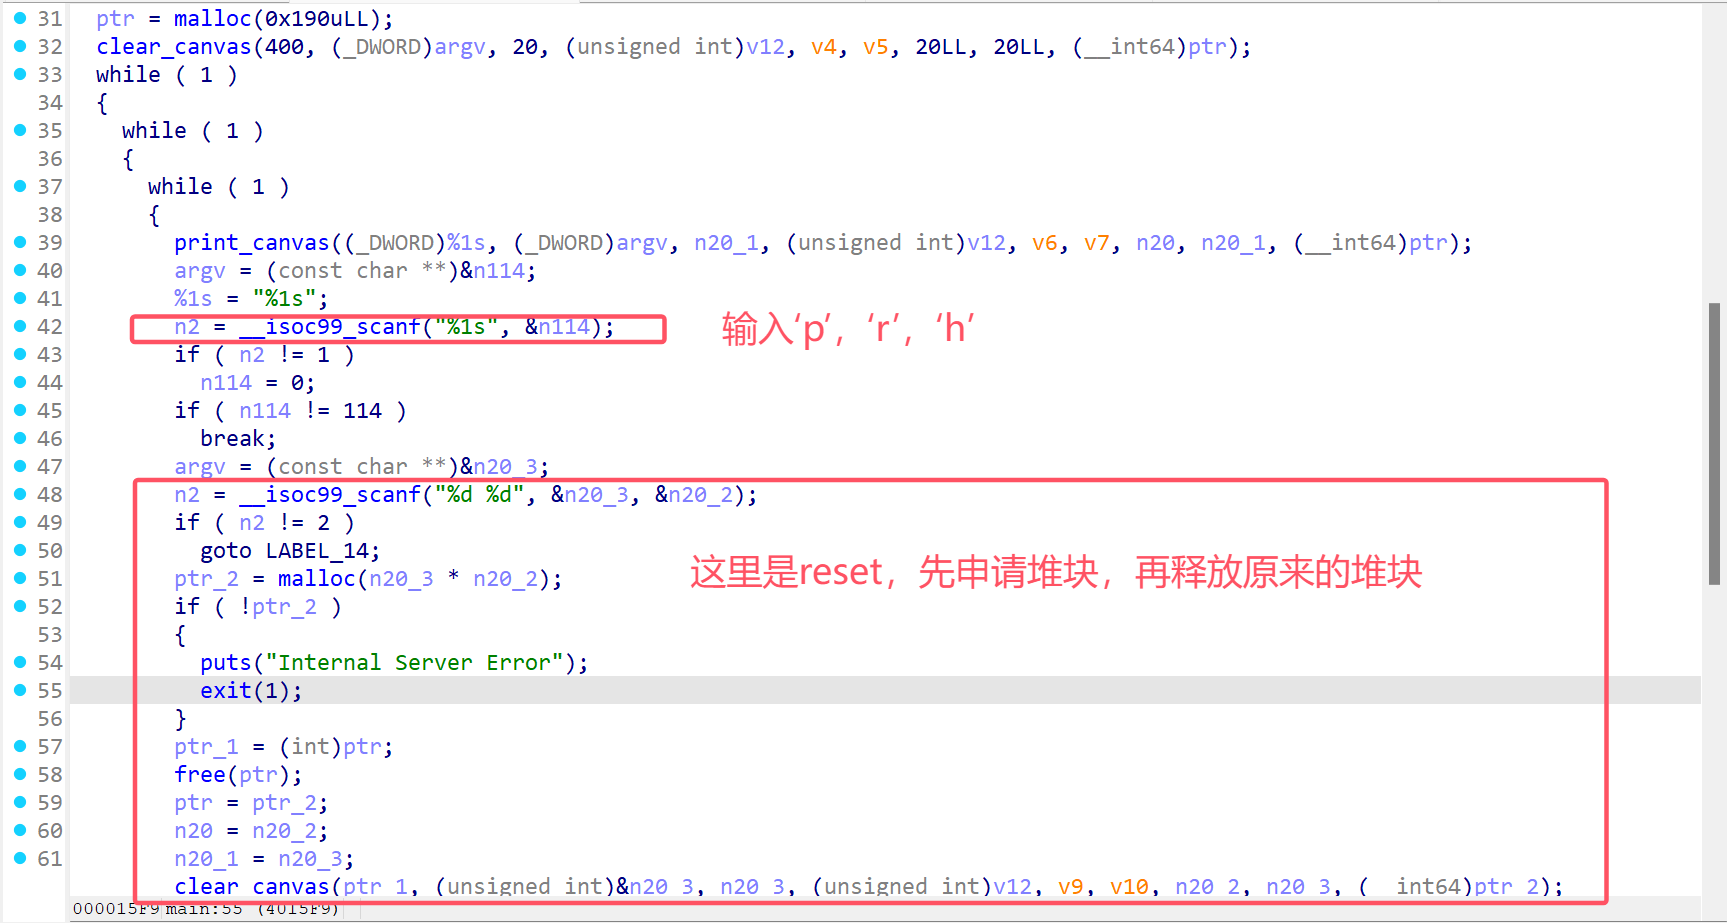 31 ptr = malloc(0x190uLL);
32 clear_canvas(400, (_DWORD)argv, 20, (unsigned int)v12, v4, v5, 20LL, 20LL, (__int64)ptr);
33 while ( 1 )
34 {
35 while ( 1 )
36 {
37 while ( 1 )
38 {
39 print_canvas((_DWORD)%1s, (_DWORD)argv, n20_1, (unsigned int)v12, v6, v7, n20, n20_1, (__int64)ptr);
40 argv = (const char **)&n114;
41 %1s = "%1s";
42 n2 = __isoc99_scanf("%1s", &n114);
输入‘p’，‘r’，‘h’
43 if ( n2 != 1 )
44 n114 = 0;
45 if ( n114 != 114 )
46 break;
47 argv = (const char **)&n20_3;
48 n2 = __isoc99_scanf("%d %d", &n20_3, &n20_2);
49 if ( n2 != 2 )
50 goto LABEL_14;
51 ptr_2 = malloc(n20_3 * n20_2);
这里是reset，先申请堆块，再释放原来的堆块
52 if ( !ptr_2 )
53 {
54 puts("Internal Server Error");
55 exit(1);
56 }
57 ptr_1 = (int)ptr;
58 free(ptr);
59 ptr = ptr_2;
60 n20 = n20_2;
61 n20_1 = n20_3;
clear_canvas(ptr_1, (unsigned int)&n20_3, n20_3, (unsigned int)v12, v9, v10, n20_2, n20_3, (__int64)ptr_2);
000015F9 main:55 (4015F9)